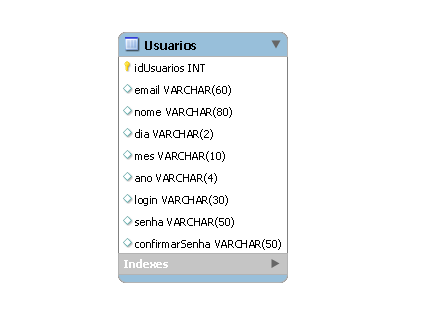 Usuarios
idUsuarios INT
email VARCHAR(60)
nome VARCHAR(80)
dia VARCHAR(2)
mes VARCHAR(10)
ano VARCHAR(4)
login VARCHAR(30)
senha VARCHAR(50)
confirmarSenha VARCHAR(50)
Indexes